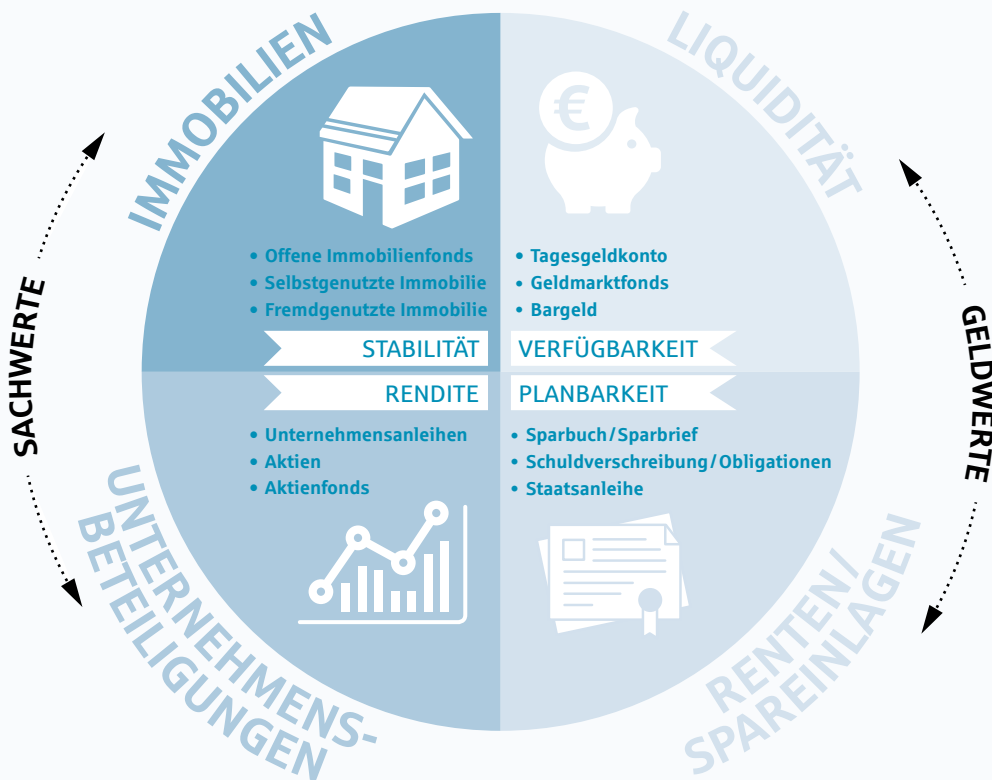 IMMOBILIEN
LIQUIDITÄT
SACHWERTE
GELDWERTE
€
• Offene Immobilienfonds
• Selbstgenutzte Immobilie
• Fremdgenutzte Immobilie
STABILITÄT
• Tagesgeldkonto
• Geldmarktfonds
• Bargeld
VERFÜGBARKEIT
RENDITE
• Unternehmensanleihen
• Aktien
• Aktienfonds
PLANBARKEIT
• Sparbuch/Sparbrief
• Schuldverschreibung/Obligationen
• Staatsanleihe
UNTERNEHMENS-
BETEILIGUNGEN
RENTEN/
SPAREINLAGEN